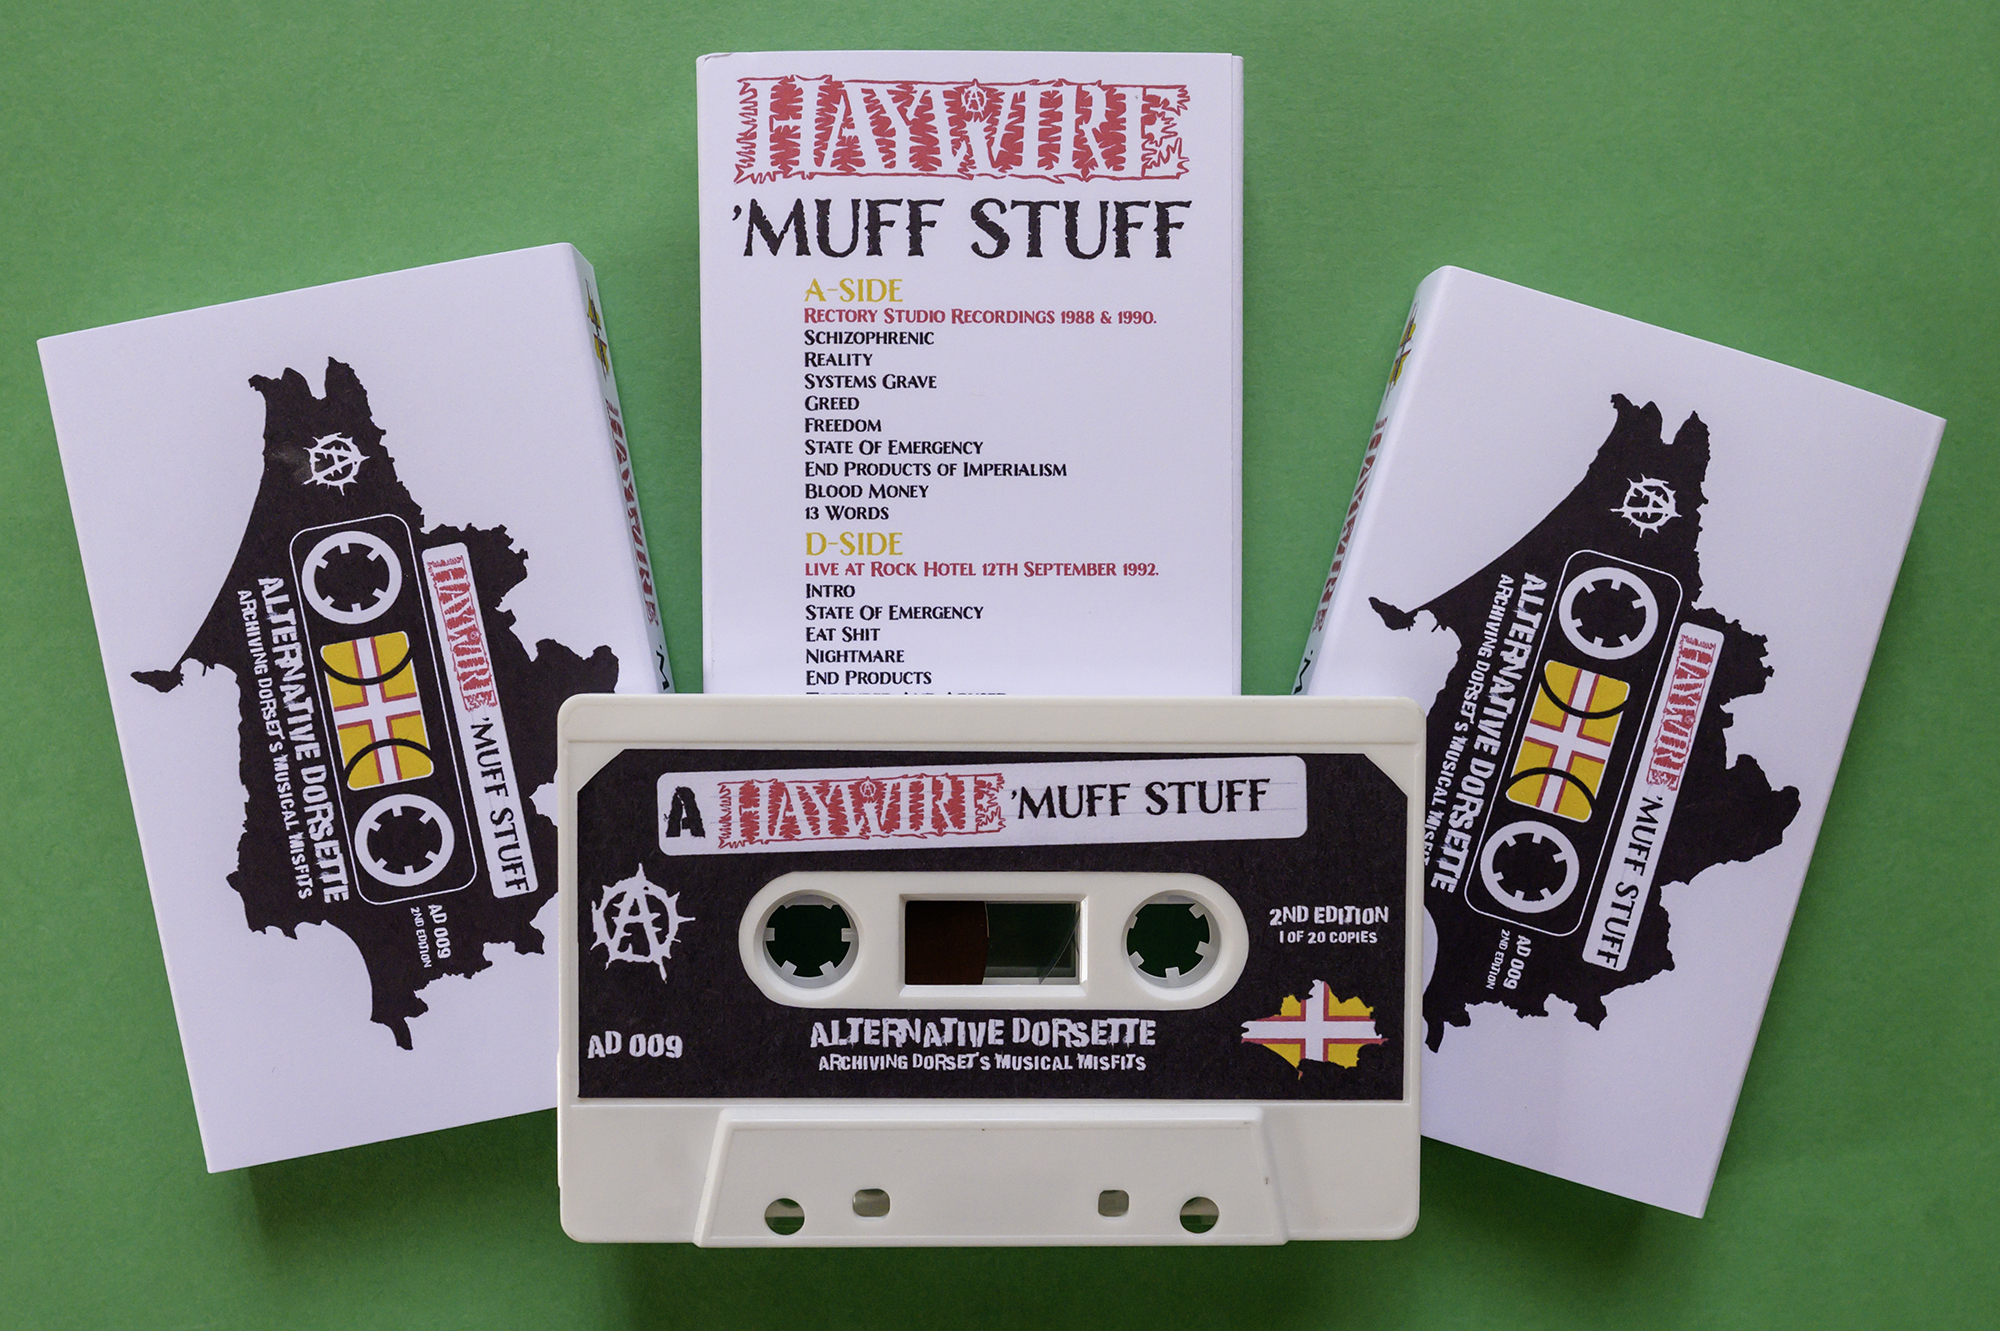 HAYWIRE
'MUFF STUFF
A-SIDE
RECTORY STUDIO RECORDINGS 1988 & 1990.
SCHIZOPHRENIC
REALITY
SYSTEMS GRAVE
GREED
FREEDOM
STATE OF EMERGENCY
END PRODUCTS OF IMPERIALISM
BLOOD MONEY
13 WORDS
D-SIDE
LIVE AT ROCK HOTEL 12TH SEPTEMBER 1992.
INTRO
STATE OF EMERGENCY
EAT SHIT
NIGHTMARE
END PRODUCTS
HAYWIRE 'M
HAYWIRE 'MUFF STUFF
ALTERNATIVE DORSETTE
ARCHIVING DORSET'S MUSICAL MISFITS
AD 009
2ND EDITION
HAYWIRE 'M
HAYWIRE 'MUFF STUFF
ALTERNATIVE DORSETTE
ARCHIVING DORSET'S MUSICAL MISFIT
AD 009
2ND EDITION
A HAYWIRE 'MUFF STUFF
2ND EDITION
1 OF 20 COPIES
AD 009
ALTERNATIVE DORSETTE
ARCHIVING DORSET'S MUSICAL MISFITS